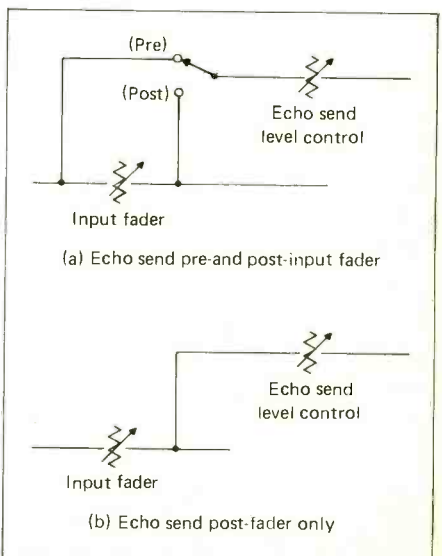 (Pre)
(Post)
Echo send
level control
Input fader
(a) Echo send pre-and post-input fader
Echo send
level control
Input fader
(b) Echo send post-fader only